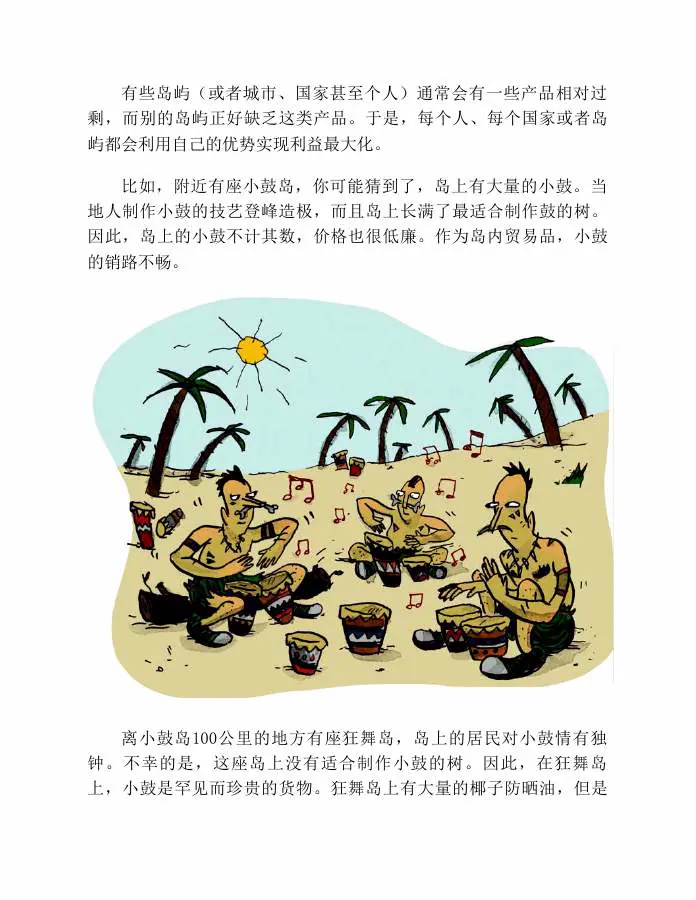 有些岛屿（或者城市、国家甚至个人）通常会有一些产品相对过
剩，而别的岛屿正好缺乏这类产品。于是，每个人、每个国家或者岛
屿都会利用自己的优势实现利益最大化。
比如，附近有座小鼓岛，你可能猜到了，岛上有大量的小鼓。当
地人制作小鼓的技艺登峰造极，而且岛上长满了最适合制作鼓的树。
因此，岛上的小鼓不计其数，价格也很低廉。作为岛内贸易品，小鼓
的销路不畅。
离小鼓岛100公里的地方有座狂舞岛，岛上的居民对小鼓情有独
钟。不幸的是，这座岛上没有适合制作小鼓的树。因此，在狂舞岛
上，小鼓是罕见而珍贵的货物。狂舞岛上有大量的椰子防晒油，但是